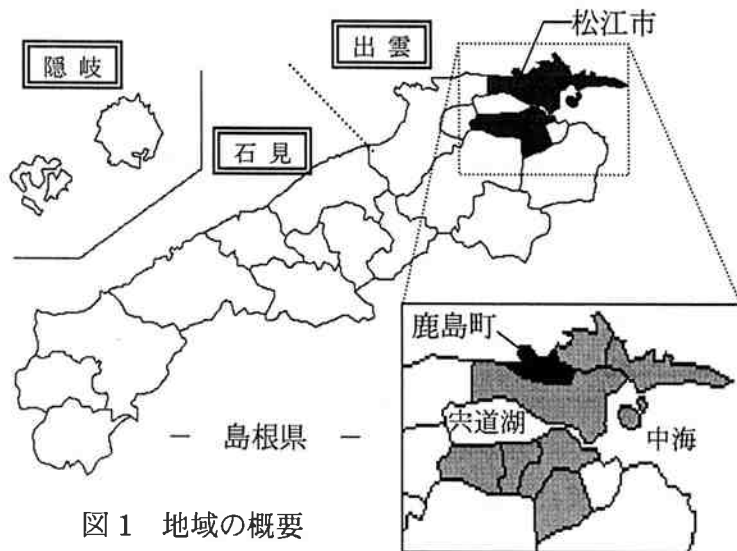 松江市
出雲
隠岐
石見
鹿島町
宍道湖
中海
－ 島根県 －
図1 地域の概要